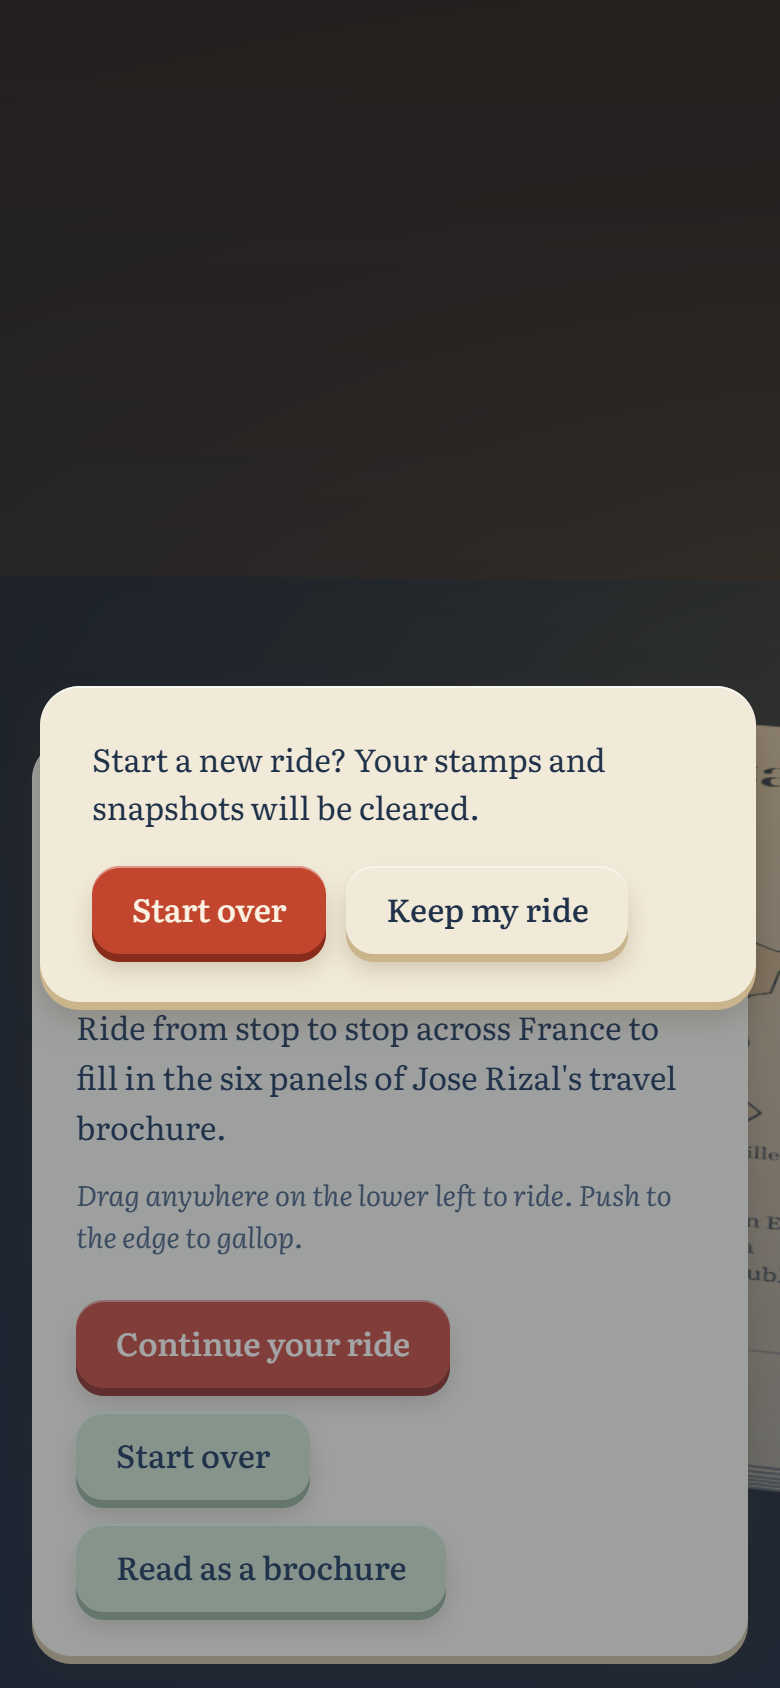 Start a new ride? Your stamps and
snapshots will be cleared.
Start over
Keep my ride
Ride from stop to stop across France to
fill in the six panels of Jose Rizal's travel
brochure.
Drag anywhere on the lower left to ride. Push to
the edge to gallop.
Continue your ride
Start over
Read as a brochure